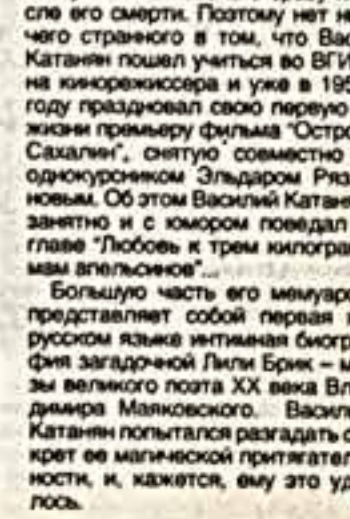 сле его смерти. Поэтому нет ни
чего странного в том, что Вас
Катанян пошел учиться во ВГИ
на кинорежиссера и уже в 195
году праздновал свою первую
жизни премьеру фильма "Остро
Сахалин", снятую совместно
однокурсником Эльдаром Ряз
новым. Об этом Василий Катаня
занятно и с юмором поведал
главе "Любовь к трем килограм
мам апельсинов"...
Большую часть его мемуаро
представляет собой первая
русском языке интимная биогр
фия загадочной Лили Брик – м
зы великого поэта XX века Вл
димира Маяковского. Васил
Катанян попытался разгадать с
крет ее магической притягател
ности, и, кажется, ему это уд
лось.